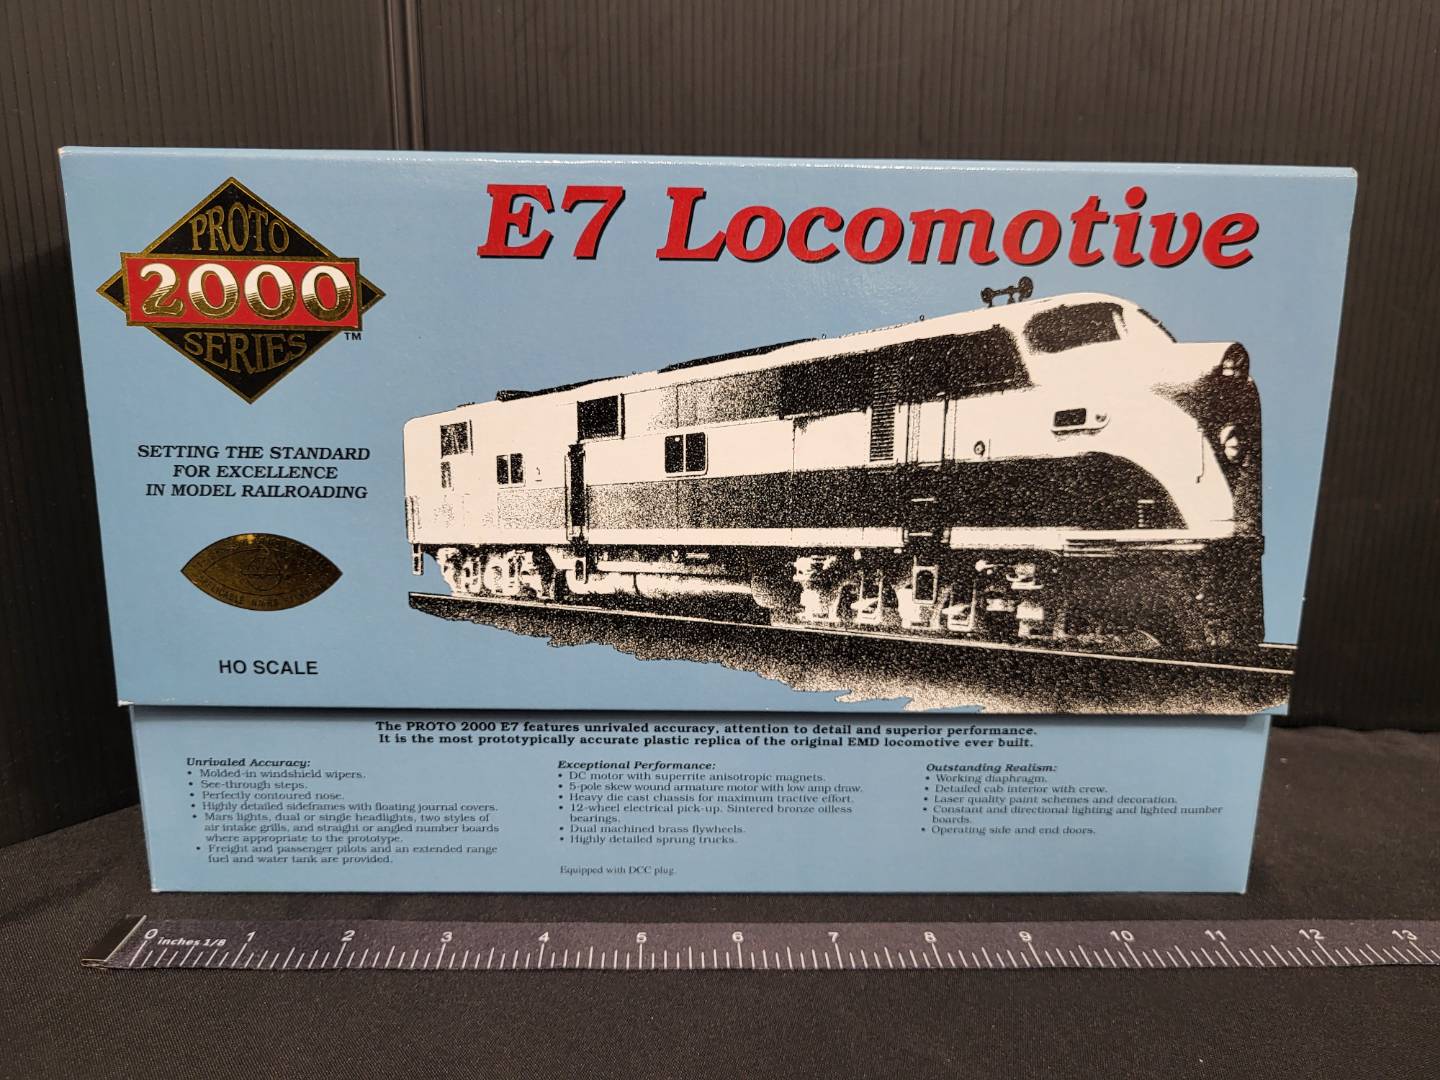 PROTO
2000
SERIES
TM
E7 Locomotive
SETTING THE STANDARD
FOR EXCELLENCE
IN MODEL RAILROADING
HO SCALE
The PROTO 2000 E7 features unrivaled accuracy, attention to detail and superior performance.
It is the most prototypically accurate plastic replica of the original EMD locomotive ever built.
Unrivaled Accuracy:
• Molded-in windshield wipers.
• See-through steps.
• Perfectly contoured nose.
• Highly detailed sideframes with floating journal covers.
• Mars lights, dual or single headlights, two styles of
air intake grills, and straight or angled number boards
where appropriate to the prototype.
• Freight and passenger pilots and an extended range
fuel and water tank are provided.
Exceptional Performance:
• DC motor with superrite anisotropic magnets.
• 5-pole skew wound armature motor with low amp draw.
• Heavy die cast chassis for maximum tractive effort.
• 12-wheel electrical pick-up. Sintered bronze oilless
bearings.
• Dual machined brass flywheels.
• Highly detailed sprung trucks.
Equipped with DCC plug.
Outstanding Realism:
• Working diaphragm.
• Detailed cab interior with crew.
• Laser quality paint schemes and decoration.
• Constant and directional lighting and lighted number
boards.
• Operating side and end doors.
0 1 2 3 4 5 6 7 8 9 10 11 12 13
inches 1/8